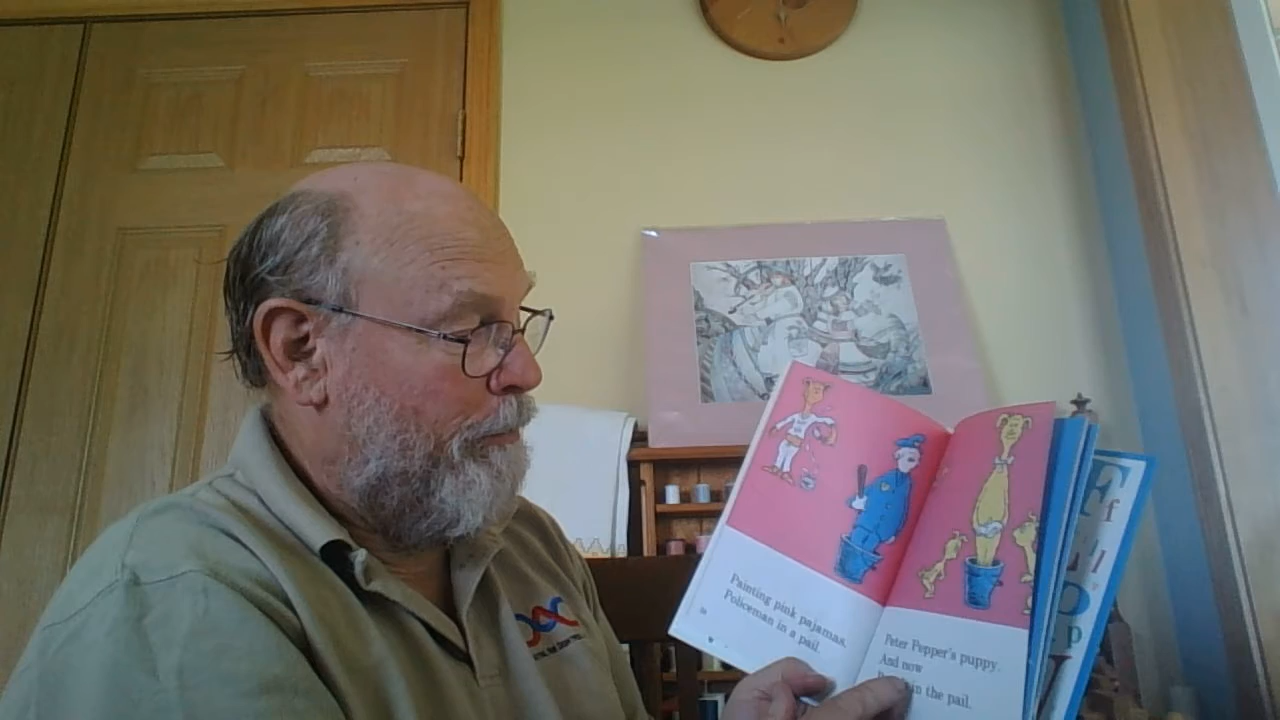 Painting pink pajamas.
Policeman in a pail.
Peter Pepper's puppy.
And now
in the pail.
F f
p